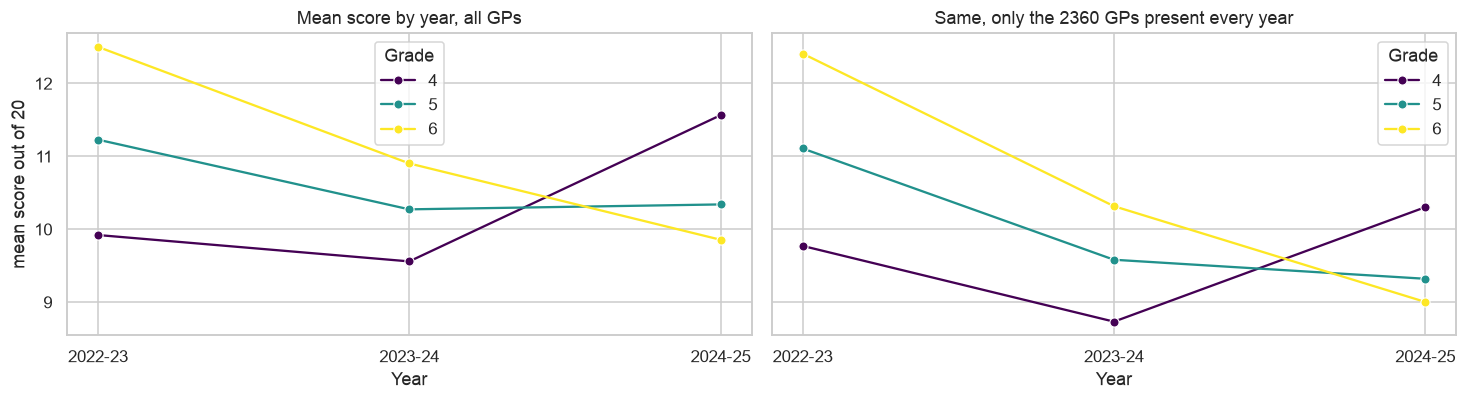 Mean score by year, all GPs
mean score out of 20
12
11
10
9
Grade
4
5
6
2022-23
2023-24
2024-25
Year
Same, only the 2360 GPs present every year
Grade
4
5
6
2022-23
2023-24
2024-25
Year